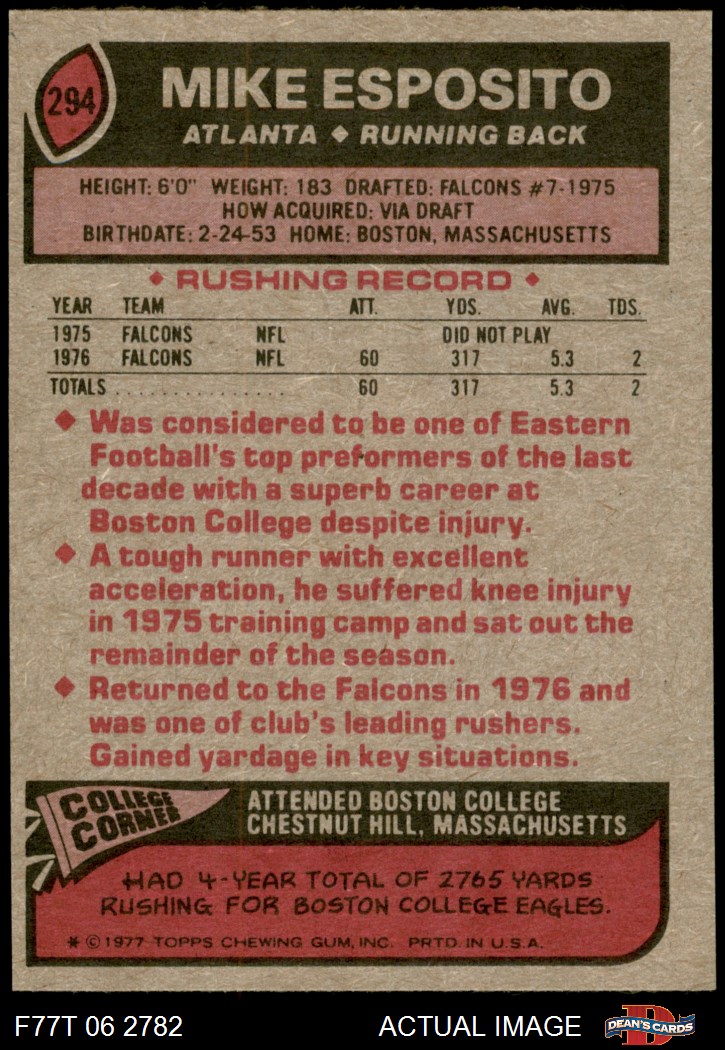 294
MIKE ESPOSITO
ATLANTA ♦ RUNNING BACK
HEIGHT: 6'0" WEIGHT: 183 DRAFTED: FALCONS #7-1975
HOW ACQUIRED: VIA DRAFT
BIRTHDATE: 2-24-53 HOME: BOSTON, MASSACHUSETTS
♦ RUSHING RECORD ♦
YEAR TEAM ATT. YDS. AVG. TDS.
1975 FALCONS NFL DID NOT PLAY
1976 FALCONS NFL 60 317 5.3 2
TOTALS . . . . . . . . . . . . . . . 60 317 5.3 2
♦ Was considered to be one of Eastern
Football's top preformers of the last
decade with a superb career at
Boston College despite injury.
♦ A tough runner with excellent
acceleration, he suffered knee injury
in 1975 training camp and sat out the
remainder of the season.
♦ Returned to the Falcons in 1976 and
was one of club's leading rushers.
Gained yardage in key situations.
COLLEGE
CORNER
ATTENDED BOSTON COLLEGE
CHESTNUT HILL, MASSACHUSETTS
HAD 4-YEAR TOTAL OF 2765 YARDS
RUSHING FOR BOSTON COLLEGE EAGLES.
* © 1977 TOPPS CHEWING GUM, INC. PRTD. IN U.S.A.
F77T 06 2782 ACTUAL IMAGE
DEAN'S CARDS